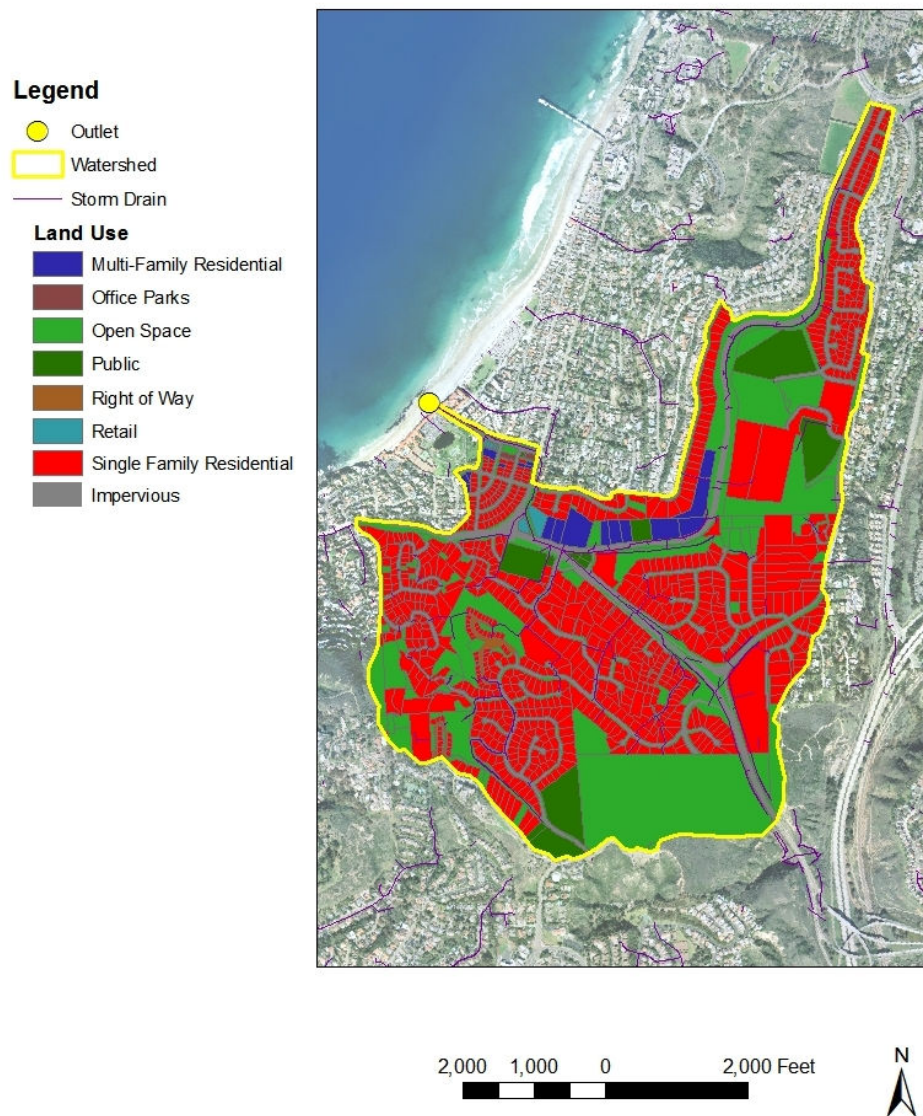 Legend
Outlet
Watershed
Storm Drain
Land Use
Multi-Family Residential
Office Parks
Open Space
Public
Right of Way
Retail
Single Family Residential
Impervious
2,000 1,000 0 2,000 Feet
N